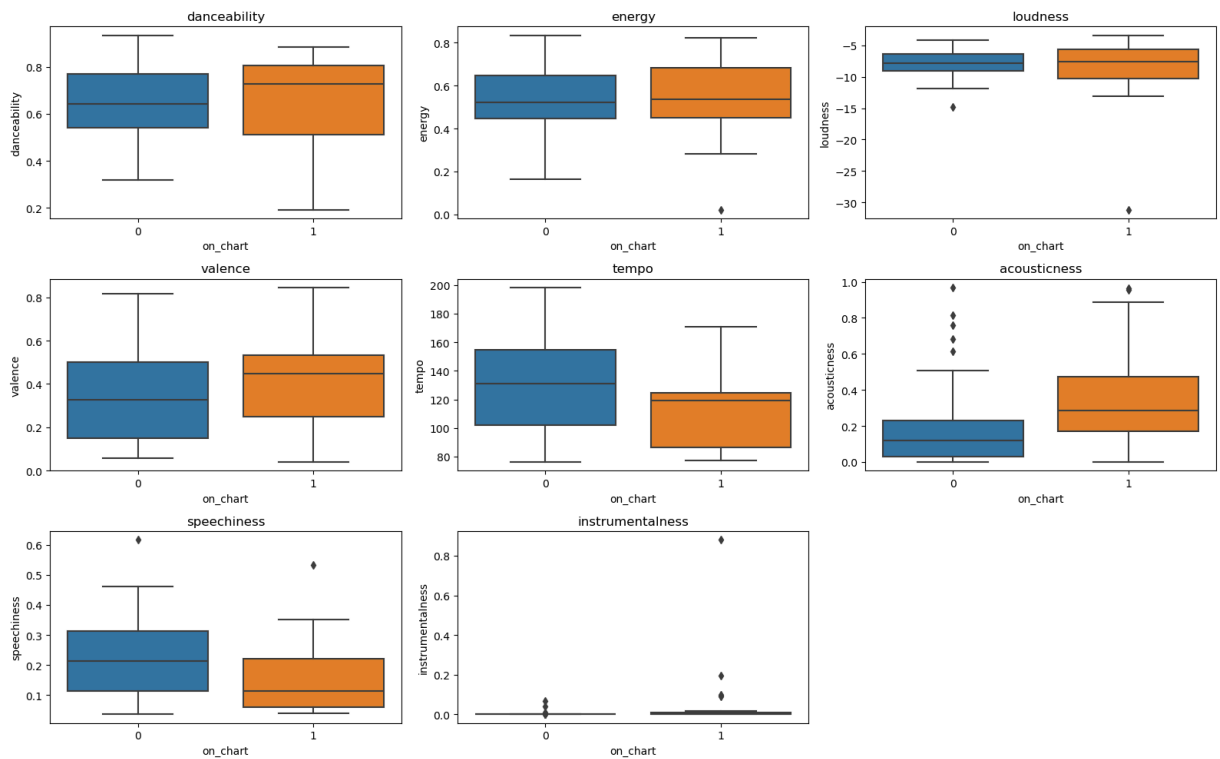 danceability
danceability
0.8
0.6
0.4
0.2
0
1
on_chart
energy
energy
0.8
0.6
0.4
0.2
0.0
0
1
on_chart
loudness
loudness
−5
−10
−15
−20
−25
−30
0
1
on_chart
valence
valence
0.8
0.6
0.4
0.2
0.0
0
1
on_chart
tempo
tempo
200
180
160
140
120
100
80
0
1
on_chart
acousticness
acousticness
1.0
0.8
0.6
0.4
0.2
0.0
0
1
on_chart
speechiness
speechiness
0.6
0.5
0.4
0.3
0.2
0.1
0
1
on_chart
instrumentalness
instrumentalness
0.8
0.6
0.4
0.2
0.0
0
1
on_chart